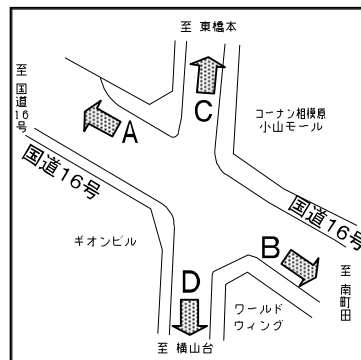 至 東橋本
至 国道16号
C
A
コーナン相模原
小山モール
国道16号
国道16号
ギオンビル
B
至 南町田
D
ワールド
ウィング
至 横山台